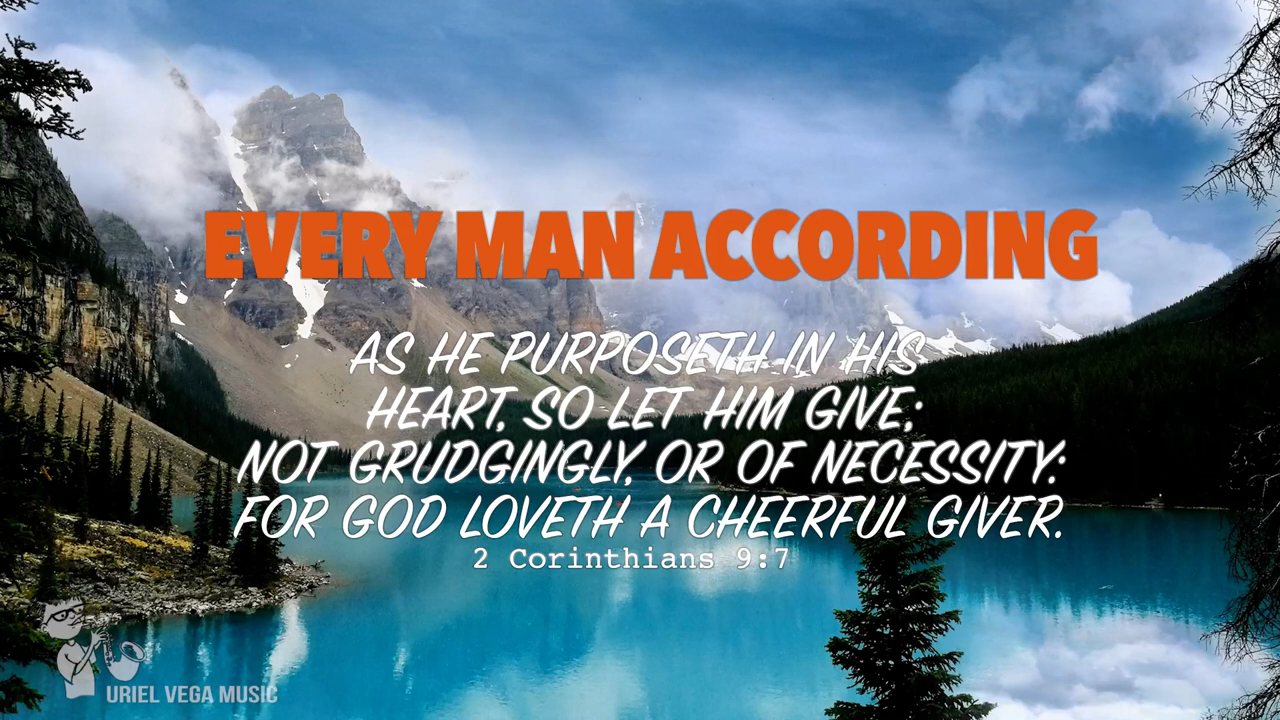 EVERY MAN ACCORDING
AS HE PURPOSETH IN HIS
HEART, SO LET HIM GIVE;
NOT GRUDGINGLY, OR OF NECESSITY:
FOR GOD LOVETH A CHEERFUL GIVER.
2 Corinthians 9:7
URIEL VEGA MUSIC